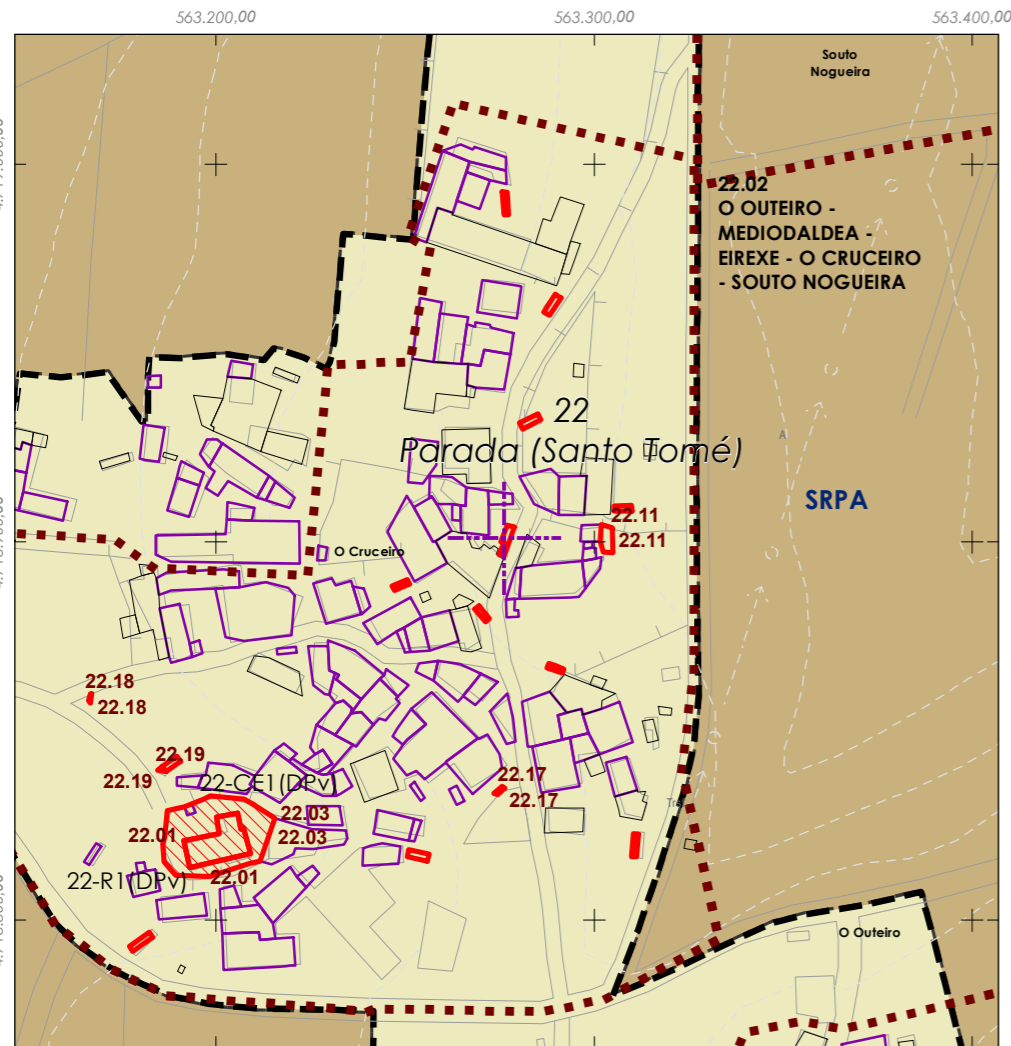 563.200,00
563.300,00
563.400,00
Souto
Nogueira
22.02
O OUTEIRO -
MEDIODALDEA -
EIREXE - O CRUCEIRO
- SOUTO NOGUEIRA
22
Parada (Santo Tomé)
A
SRPA
22.11
22.11
O Cruceiro
22.18
22.18
22.19
22.19
22-CE1(DPv)
22.17
22.17
22.03
22.03
22.01
22.01
22-R1(DPv)
O Outeiro